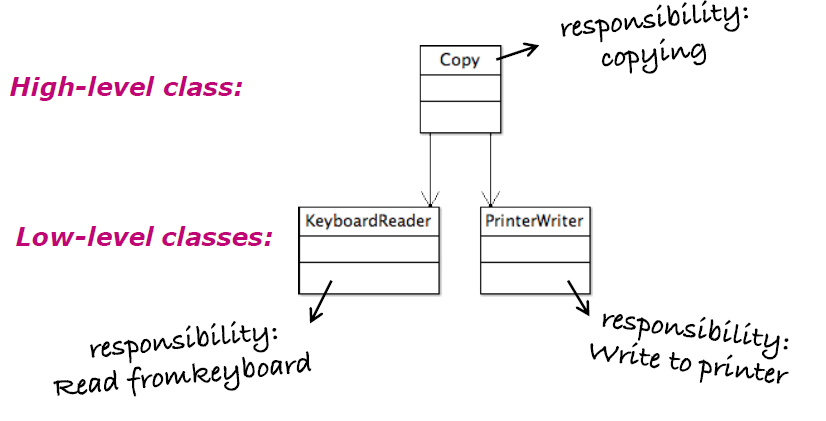 responsibility:
copying
Copy
High-level class:
KeyboardReader
PrinterWriter
Low-level classes:
responsibility:
Read fromkeyboard
responsibility:
Write to printer